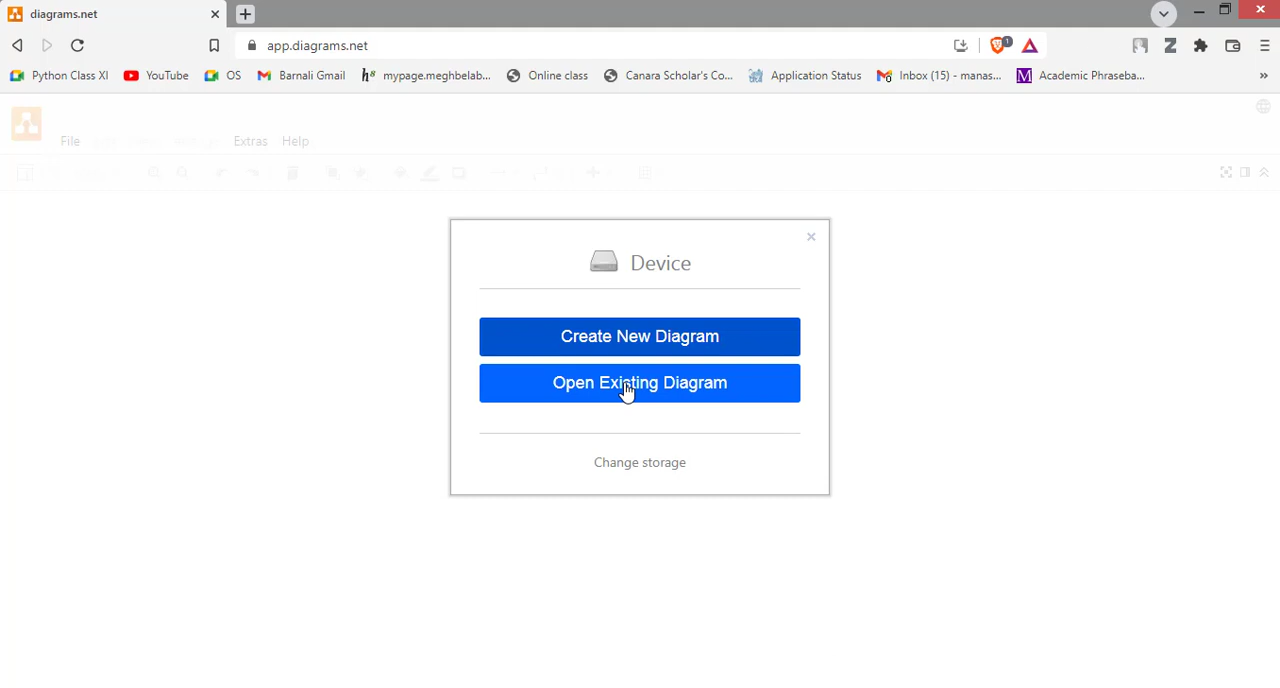 diagrams.net
app.diagrams.net
1
Python Class XI
YouTube
OS
Barnali Gmail
h8 mypage.meghbelab...
Online class
Canara Scholar's Co...
Application Status
Inbox (15) - manas...
M Academic Phraseba...
»
File
Extras
Help
Device
Create New Diagram
Open Existing Diagram
Change storage